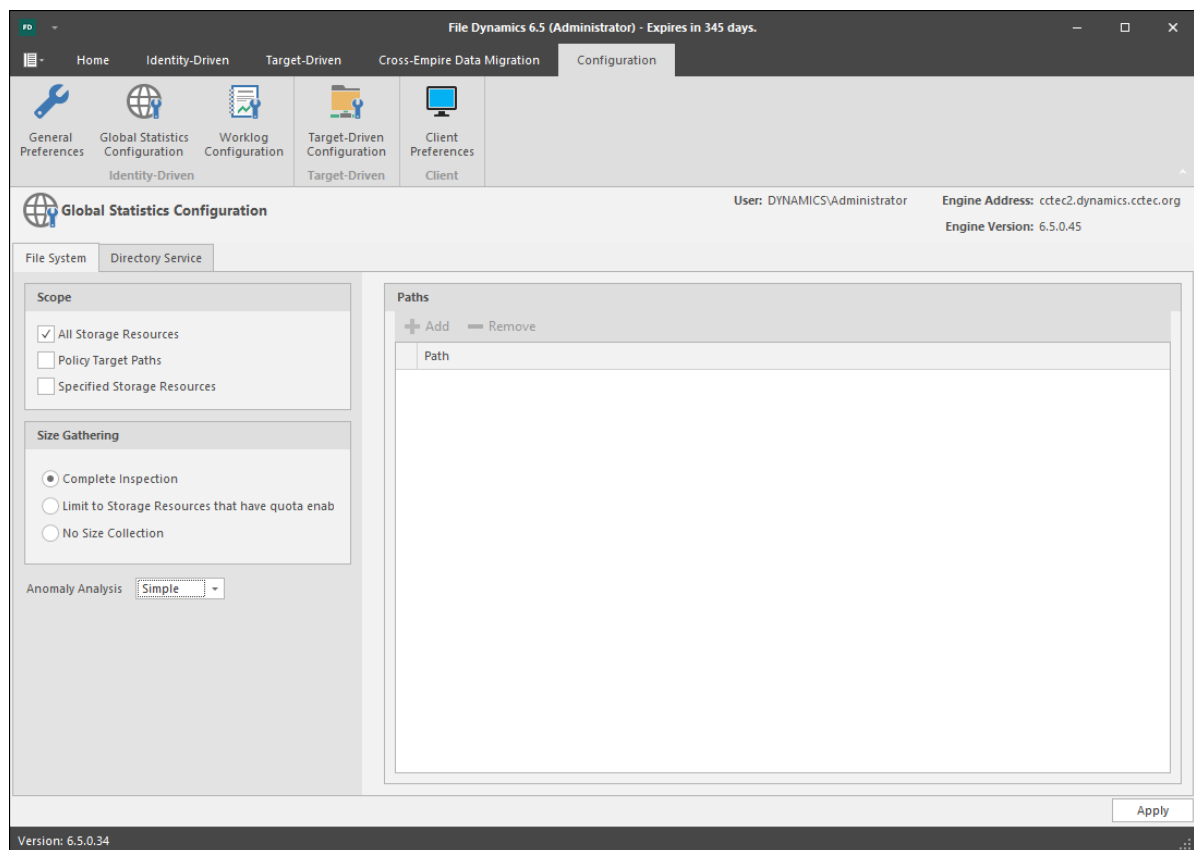 FD
File Dynamics 6.5 (Administrator) - Expires in 345 days.
Home Identity-Driven Target-Driven Cross-Empire Data Migration Configuration
General Preferences
Global Statistics Configuration
Worklog Configuration
Target-Driven Configuration
Client Preferences
Identity-Driven Target-Driven Client
Global Statistics Configuration
User: DYNAMICS\Administrator
Engine Address: cctec2.dynamics.cctec.org
Engine Version: 6.5.0.45
File System Directory Service
Scope
All Storage Resources
Policy Target Paths
Specified Storage Resources
Size Gathering
Complete Inspection
Limit to Storage Resources that have quota enab
No Size Collection
Anomaly Analysis Simple
Paths
Add Remove
Path
Apply
Version: 6.5.0.34